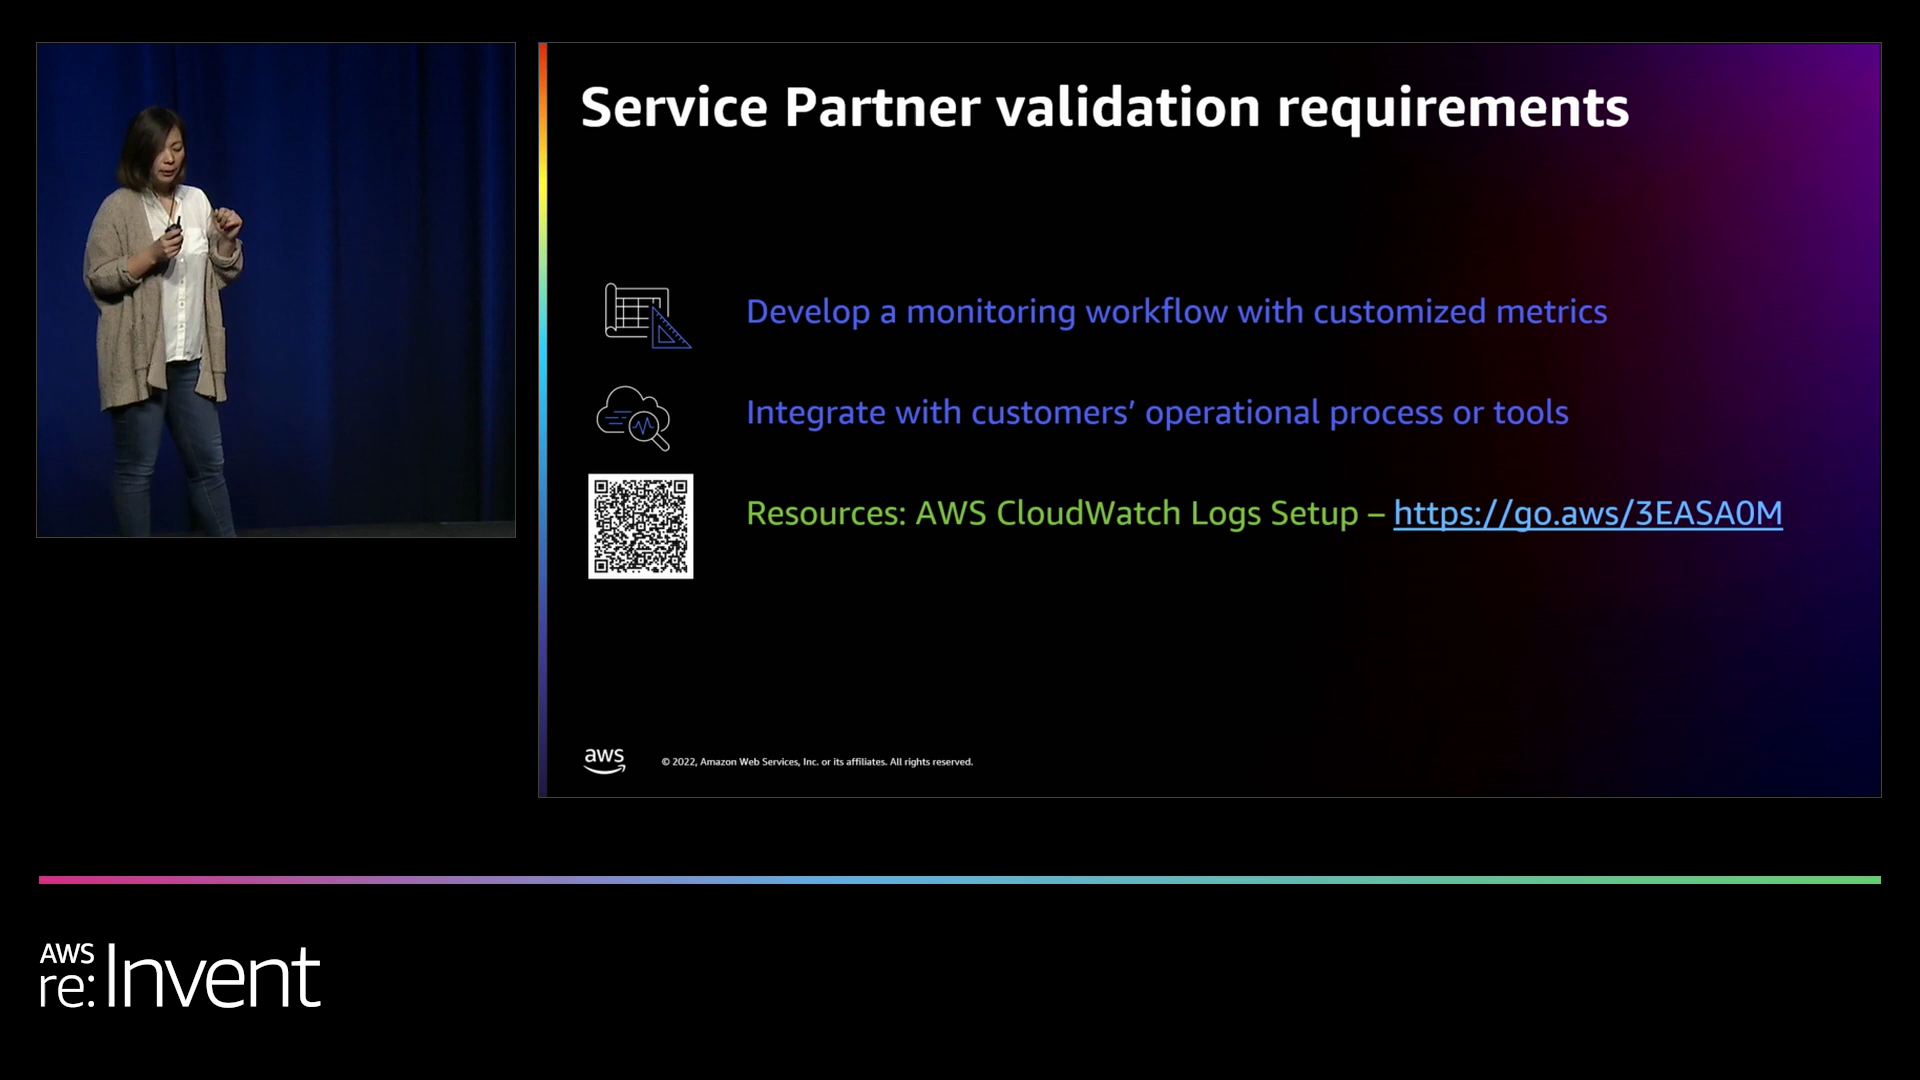 Service Partner validation requirements
Develop a monitoring workflow with customized metrics
Integrate with customers’ operational process or tools
Resources: AWS CloudWatch Logs Setup – https://go.aws/3EASA0M
aws
© 2022, Amazon Web Services, Inc. or its affiliates. All rights reserved.
AWS
re:Invent